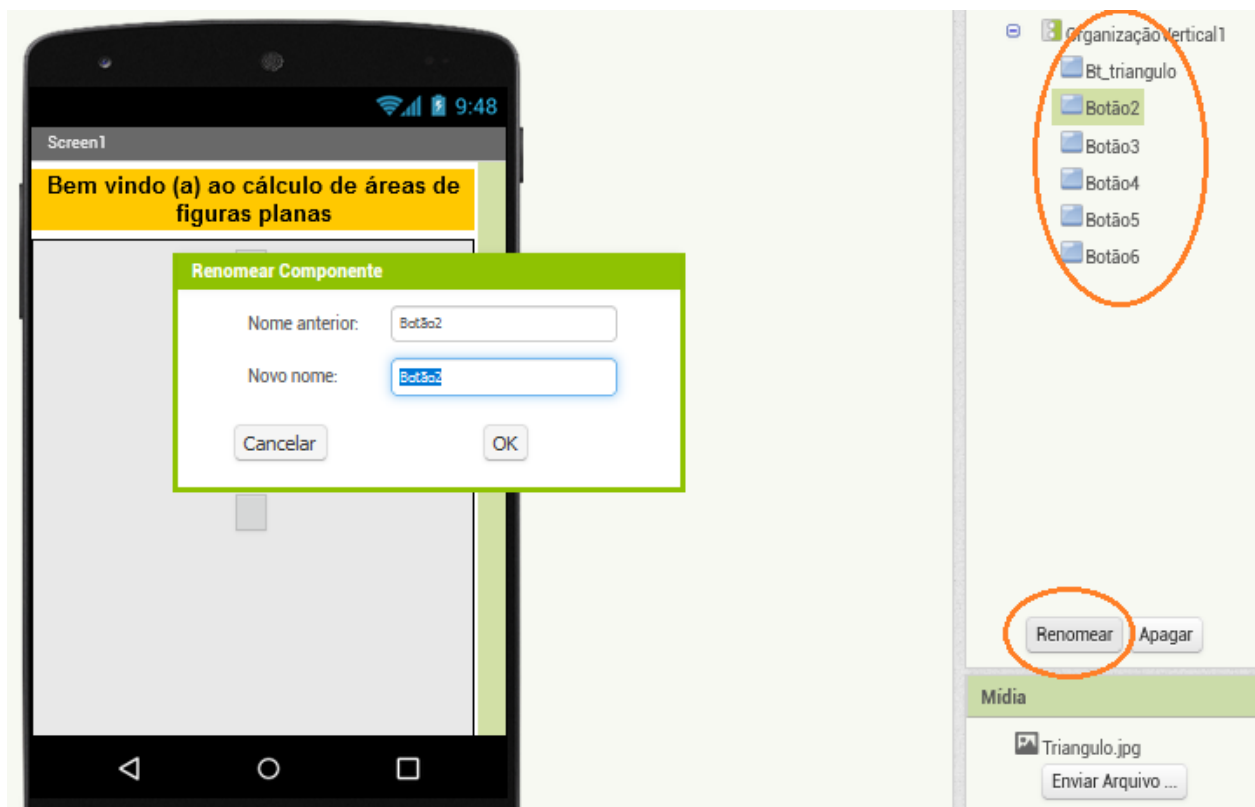 9:48
Screen1
Bem vindo (a) ao cálculo de áreas de
figuras planas
Renomear Componente
Nome anterior:
Botão2
Novo nome:
Botão2
Cancelar
OK
OrganizaçãoVertical1
Bt_triangulo
Botão2
Botão3
Botão4
Botão5
Botão6
Renomear
Apagar
Mídia
Triangulo.jpg
Enviar Arquivo ...